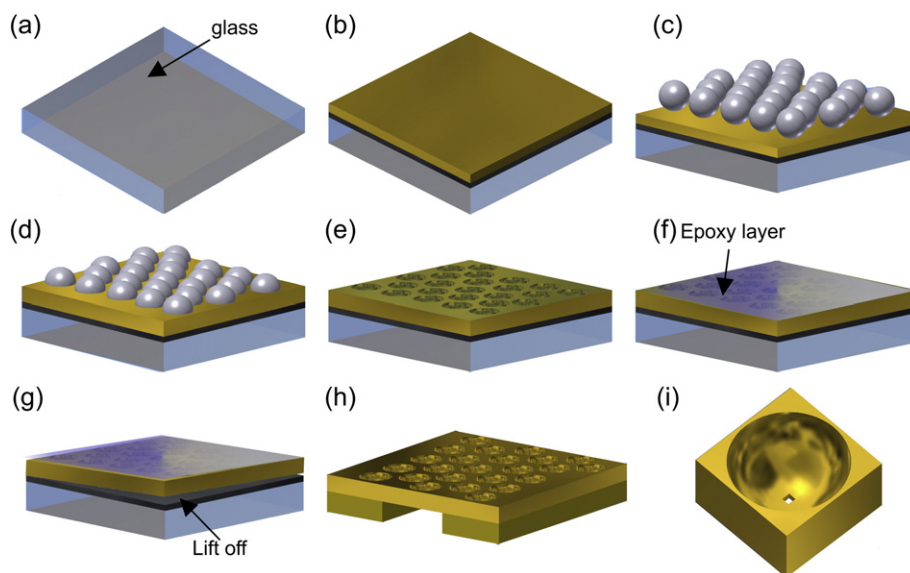 (a)
glass
(b)
(c)
(d)
(e)
(f)
Epoxy layer
(g)
Lift off
(h)
(i)